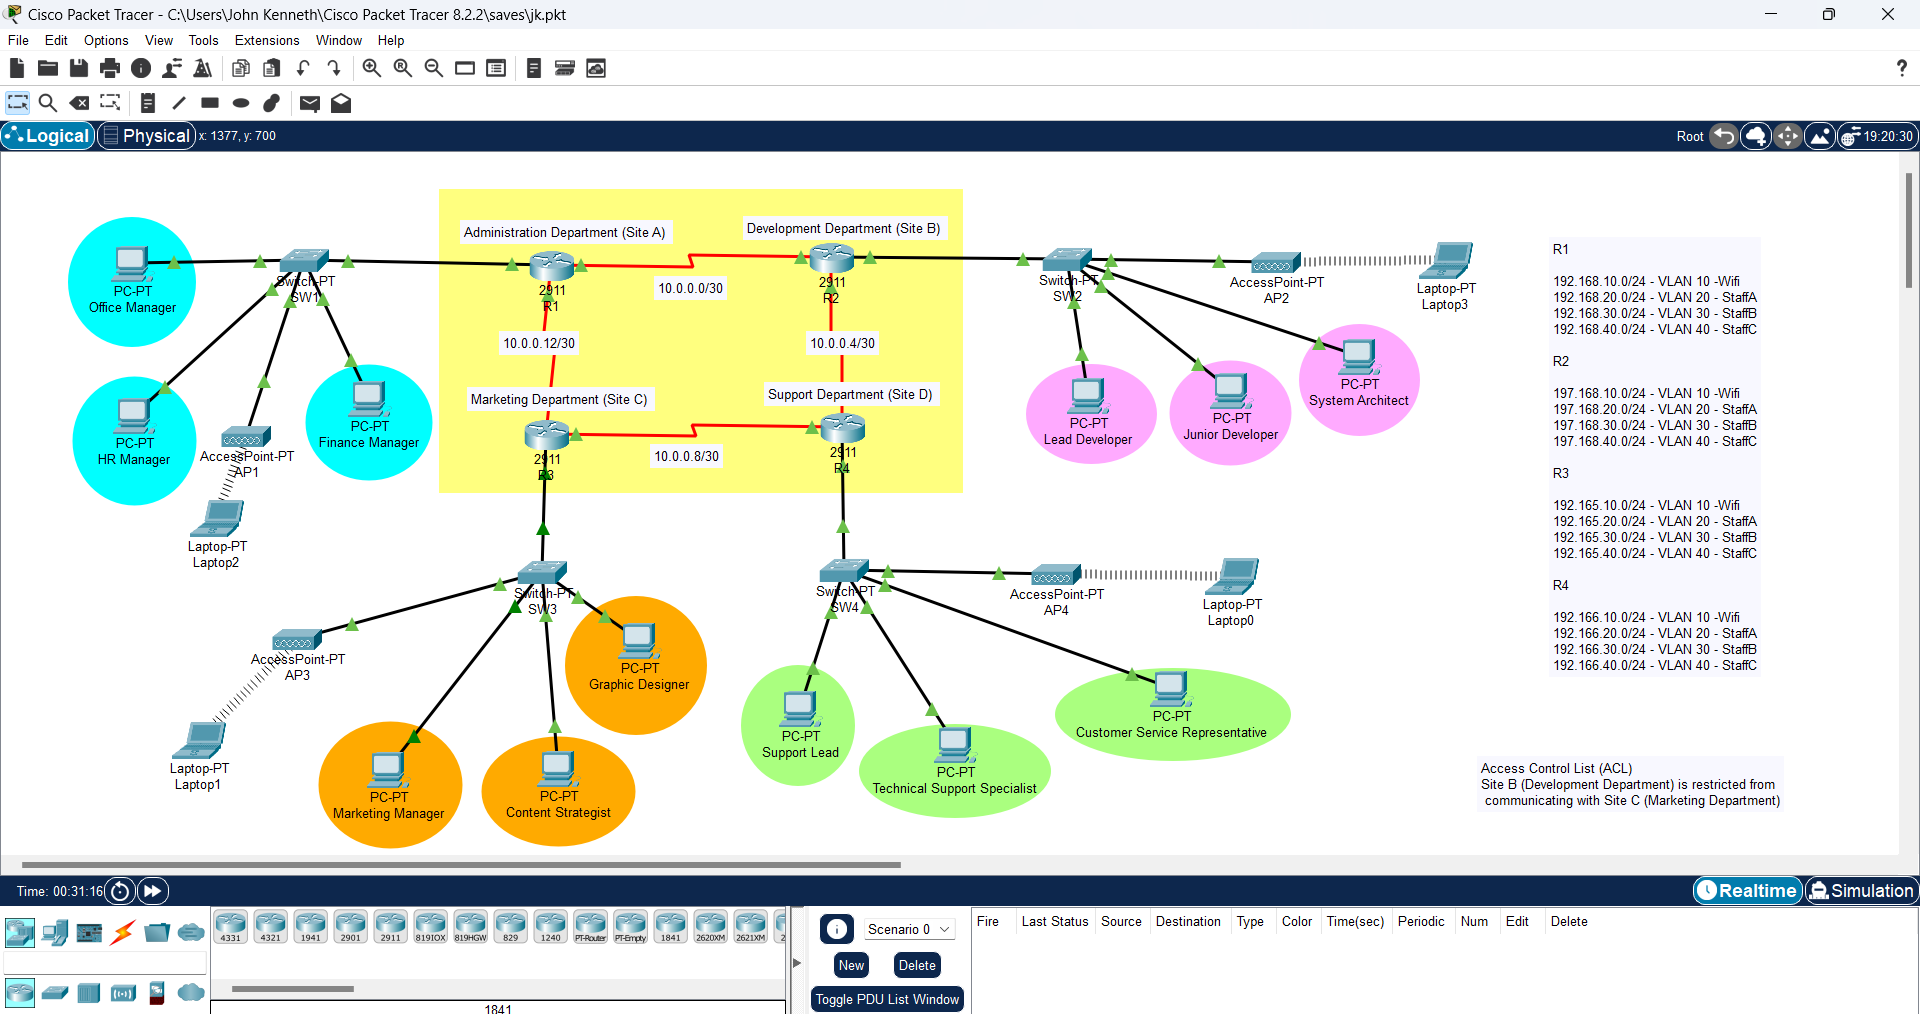 Cisco Packet Tracer - C:\Users\John Kenneth\Cisco Packet Tracer 8.2.2\saves\jk.pkt
File Edit Options View Tools Extensions Window Help
Logical Physical x: 1377, y: 700
Root 19:20:30
Administration Department (Site A)
Development Department (Site B)
10.0.0.0/30
10.0.0.12/30
10.0.0.4/30
Marketing Department (Site C)
Support Department (Site D)
10.0.0.8/30
2911
R1
2911
R2
2911
R3
2911
R4
PC-PT
Office Manager
Switch-PT
SW1
PC-PT
HR Manager
AccessPoint-PT
AP1
PC-PT
Finance Manager
Laptop-PT
Laptop2
Switch-PT
SW2
AccessPoint-PT
AP2
Laptop-PT
Laptop3
PC-PT
Lead Developer
PC-PT
Junior Developer
PC-PT
System Architect
Switch-PT
SW3
AccessPoint-PT
AP3
Laptop-PT
Laptop1
PC-PT
Graphic Designer
PC-PT
Marketing Manager
PC-PT
Content Strategist
Switch-PT
SW4
AccessPoint-PT
AP4
Laptop-PT
Laptop0
PC-PT
Support Lead
PC-PT
Technical Support Specialist
PC-PT
Customer Service Representative
R1
192.168.10.0/24 - VLAN 10 -Wifi
192.168.20.0/24 - VLAN 20 - StaffA
192.168.30.0/24 - VLAN 30 - StaffB
192.168.40.0/24 - VLAN 40 - StaffC
R2
197.168.10.0/24 - VLAN 10 -Wifi
197.168.20.0/24 - VLAN 20 - StaffA
197.168.30.0/24 - VLAN 30 - StaffB
197.168.40.0/24 - VLAN 40 - StaffC
R3
192.165.10.0/24 - VLAN 10 -Wifi
192.165.20.0/24 - VLAN 20 - StaffA
192.165.30.0/24 - VLAN 30 - StaffB
192.165.40.0/24 - VLAN 40 - StaffC
R4
192.166.10.0/24 - VLAN 10 -Wifi
192.166.20.0/24 - VLAN 20 - StaffA
192.166.30.0/24 - VLAN 30 - StaffB
192.166.40.0/24 - VLAN 40 - StaffC
Access Control List (ACL)
Site B (Development Department) is restricted from
communicating with Site C (Marketing Department)
Time: 00:31:16
Realtime Simulation
4331 4321 1941 2901 2911 819IOX 819HGW 829 1240 PT-Router PT-Empty 1841 2620XM 2621XM 2
1841
Scenario 0
New Delete
Toggle PDU List Window
Fire Last Status Source Destination Type Color Time(sec) Periodic Num Edit Delete